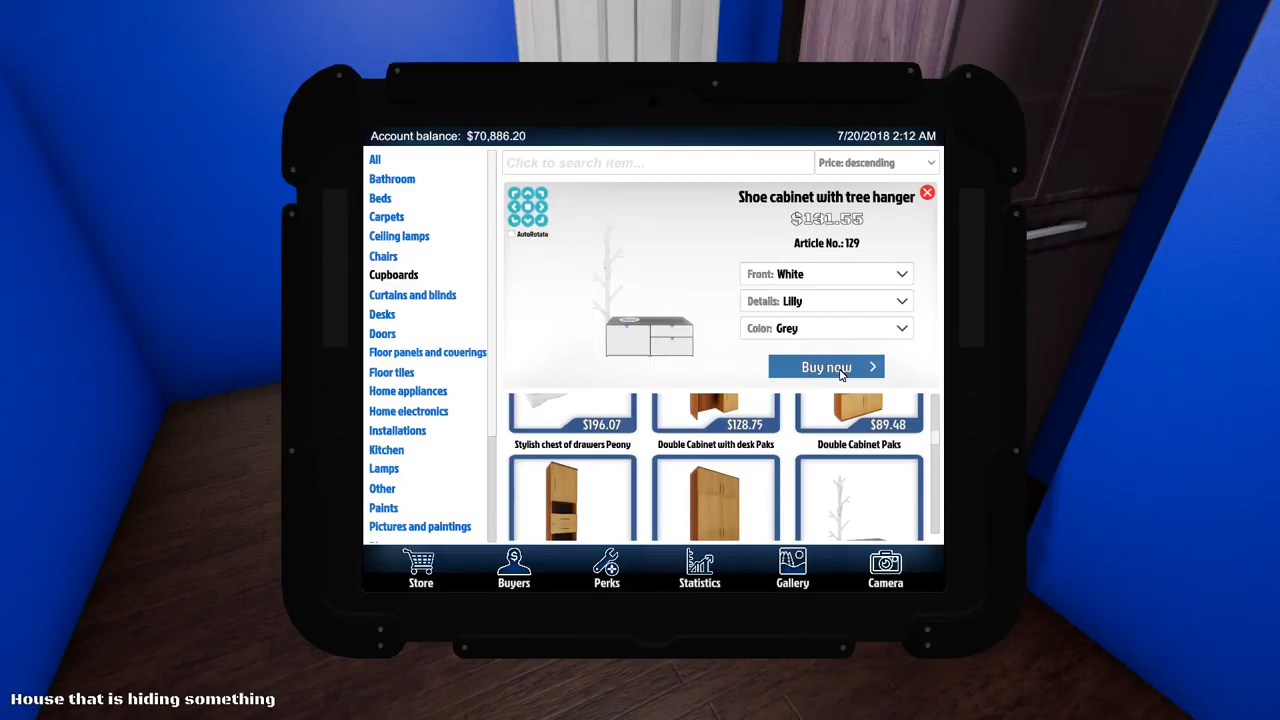 Account balance: $70,886.20
7/20/2018 2:12 AM
All
Bathroom
Beds
Carpets
Ceiling lamps
Chairs
Cupboards
Curtains and blinds
Desks
Doors
Floor panels and coverings
Floor tiles
Home appliances
Home electronics
Installations
Kitchen
Lamps
Other
Paints
Pictures and paintings
Click to search item...
Price: descending
AutoRotate
Shoe cabinet with tree hanger
$131.55
Article No.: 129
Front: White
Details: Lilly
Color: Grey
Buy now
$196.07
$128.75
$89.48
Stylish chest of drawers Peony
Double Cabinet with desk Paks
Double Cabinet Paks
Store
Buyers
Perks
Statistics
Gallery
Camera
House that is hiding something